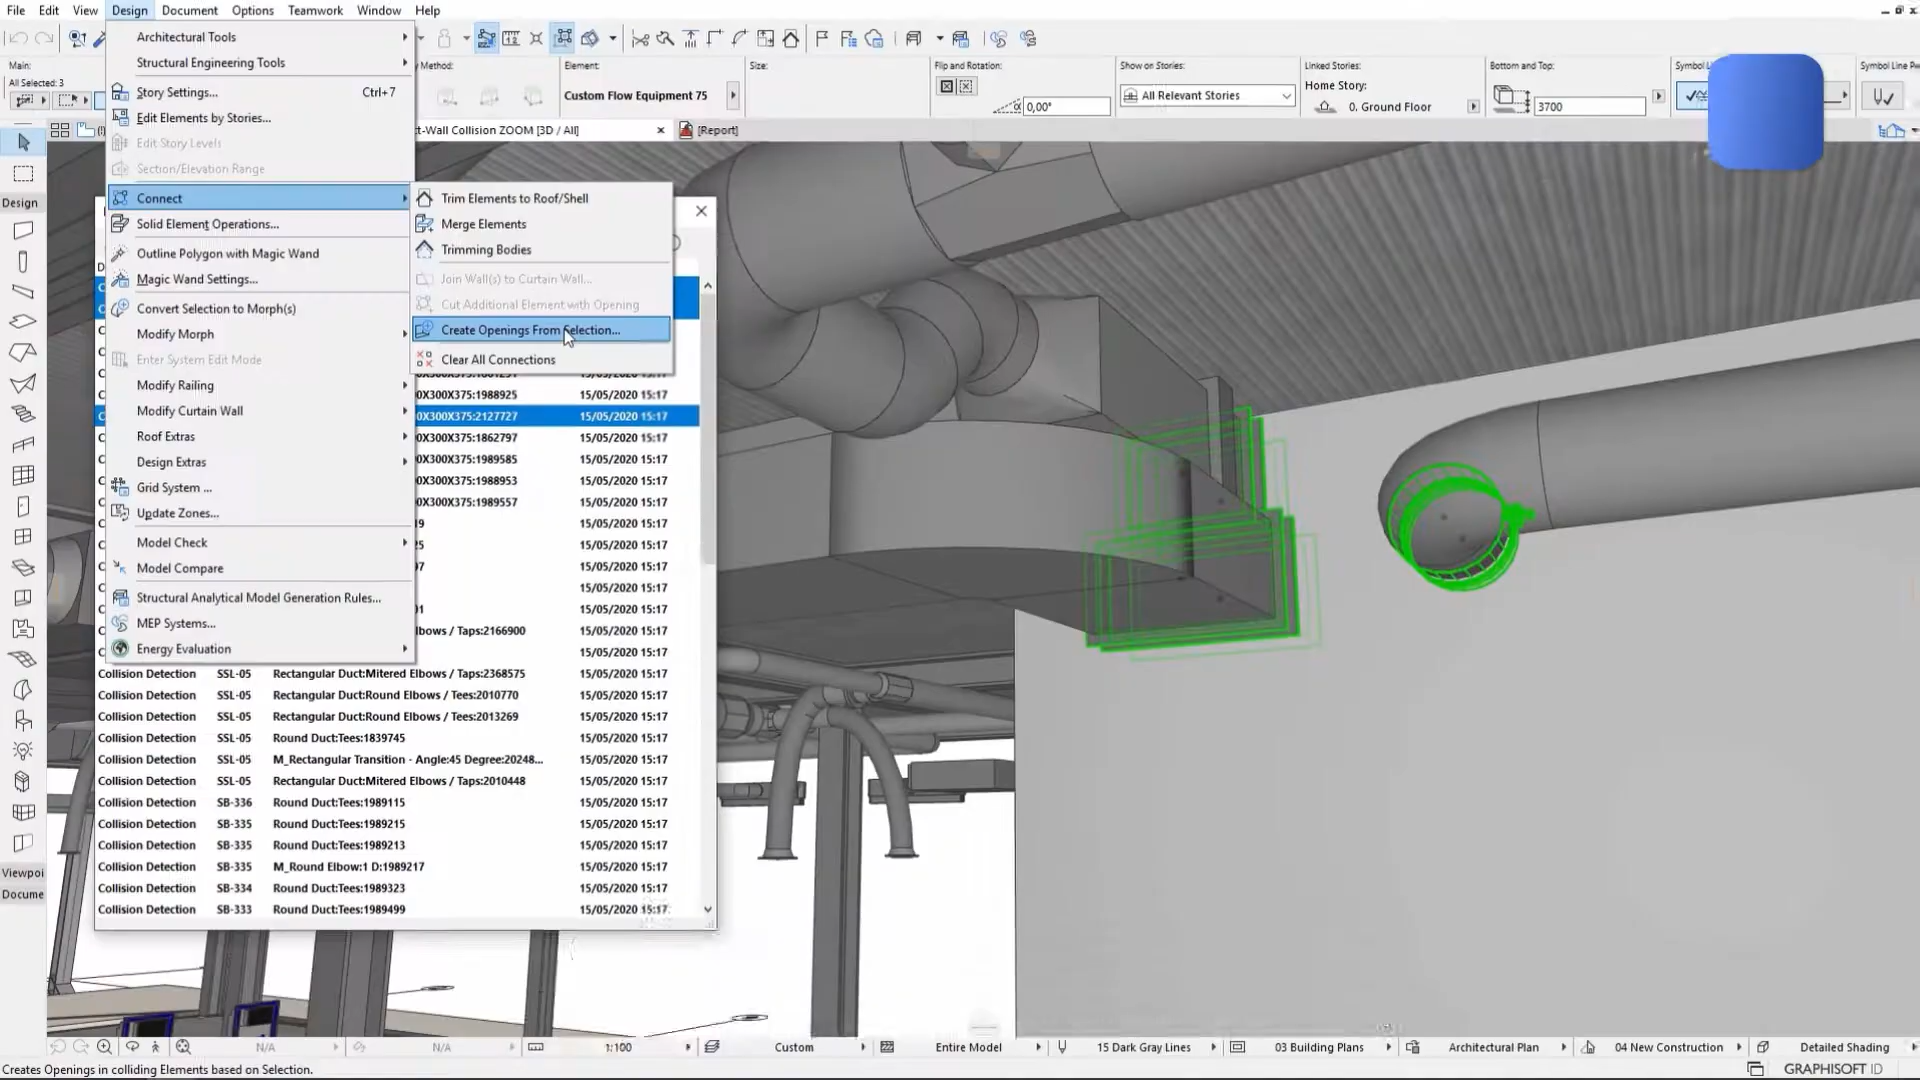 File Edit View Design Document Options Teamwork Window Help
Main:
All Selected: 3
Method:
Element:
Custom Flow Equipment 75
Size:
Flip and Rotation:
0,00°
Show on Stories:
All Relevant Stories
Linked Stories:
Home Story:
0. Ground Floor
Bottom and Top:
3700
Symbol Li
Symbol Line Pe
ct-Wall Collision ZOOM [3D / All]
[Report]
Architectural Tools
Structural Engineering Tools
Story Settings... Ctrl+7
Edit Elements by Stories...
Edit Story Levels
Section/Elevation Range
Connect
Solid Element Operations...
Outline Polygon with Magic Wand
Magic Wand Settings...
Convert Selection to Morph(s)
Modify Morph
Enter System Edit Mode
Modify Railing
Modify Curtain Wall
Roof Extras
Design Extras
Grid System ...
Update Zones...
Model Check
Model Compare
Structural Analytical Model Generation Rules...
MEP Systems...
Energy Evaluation
Trim Elements to Roof/Shell
Merge Elements
Trimming Bodies
Join Wall(s) to Curtain Wall...
Cut Additional Element with Opening
Create Openings From Selection...
Clear All Connections
Design
Viewpoi
Docume
0X300X375:1988925 15/05/2020 15:17
0X300X375:2127727 15/05/2020 15:17
0X300X375:1862797 15/05/2020 15:17
0X300X375:1989585 15/05/2020 15:17
0X300X375:1988953 15/05/2020 15:17
0X300X375:1989557 15/05/2020 15:17
19 15/05/2020 15:17
25 15/05/2020 15:17
97 15/05/2020 15:17
15/05/2020 15:17
01 15/05/2020 15:17
lbows / Taps:2166900 15/05/2020 15:17
15/05/2020 15:17
Collision Detection SSL-05 Rectangular Duct:Mitered Elbows / Taps:2368575 15/05/2020 15:17
Collision Detection SSL-05 Rectangular Duct:Round Elbows / Tees:2010770 15/05/2020 15:17
Collision Detection SSL-05 Rectangular Duct:Round Elbows / Tees:2013269 15/05/2020 15:17
Collision Detection SSL-05 Round Duct:Tees:1839745 15/05/2020 15:17
Collision Detection SSL-05 M_Rectangular Transition - Angle:45 Degree:20248... 15/05/2020 15:17
Collision Detection SSL-05 Rectangular Duct:Mitered Elbows / Taps:2010448 15/05/2020 15:17
Collision Detection SB-336 Round Duct:Tees:1989115 15/05/2020 15:17
Collision Detection SB-335 Round Duct:Tees:1989215 15/05/2020 15:17
Collision Detection SB-335 Round Duct:Tees:1989213 15/05/2020 15:17
Collision Detection SB-335 M_Round Elbow:1 D:1989217 15/05/2020 15:17
Collision Detection SB-334 Round Duct:Tees:1989323 15/05/2020 15:17
Collision Detection SB-333 Round Duct:Tees:1989499 15/05/2020 15:17
N/A N/A 1:100 Custom Entire Model 15 Dark Gray Lines 03 Building Plans Architectural Plan 04 New Construction Detailed Shading
Creates Openings in colliding Elements based on Selection.
GRAPHISOFT ID